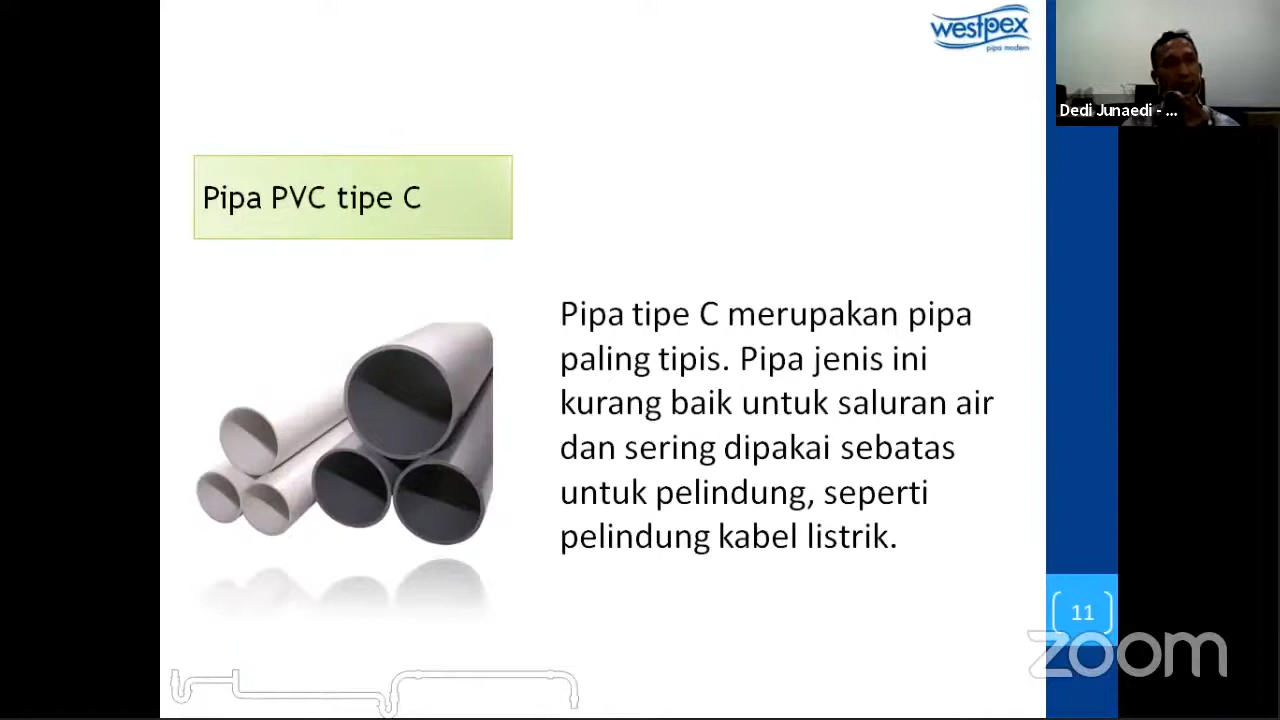 westpex
pipa modern
Dedi Junaedi - ...
Pipa PVC tipe C
Pipa tipe C merupakan pipa
paling tipis. Pipa jenis ini
kurang baik untuk saluran air
dan sering dipakai sebatas
untuk pelindung, seperti
pelindung kabel listrik.
11
zoom